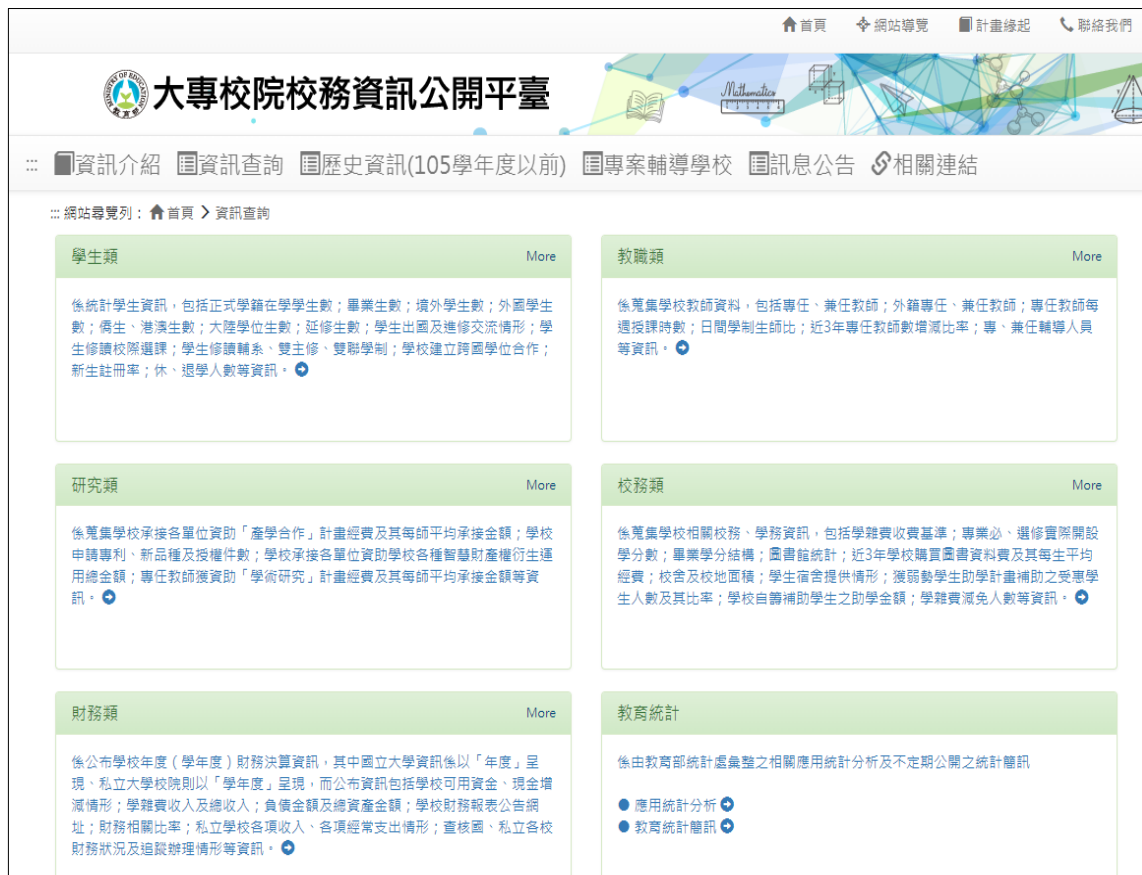 首頁 網站導覽 計畫緣起 聯絡我們
MINISTRY OF EDUCATION
教育部
大專校院校務資訊公開平臺
Mathematics
::: 資訊介紹 資訊查詢 歷史資訊(105學年度以前) 專案輔導學校 訊息公告 相關連結
::: 網站尋覽列: 首頁 資訊查詢
學生類 More
係統計學生資訊,包括正式學籍在學學生數;畢業生數;境外學生數;外國學生
數;僑生、港澳生數;大陸學位生數;延修生數;學生出國及進修交流情形;學
生修讀校際選課;學生修讀輔系、雙主修、雙聯學制;學校建立跨國學位合作;
新生註冊率;休、退學人數等資訊。
教職類 More
係蒐集學校教師資料,包括專任、兼任教師;外籍專任、兼任教師;專任教師每
週授課時數;日間學制生師比;近3年專任教師數增減比率;專、兼任輔導人員
等資訊。
研究類 More
係蒐集學校承接各單位資助「產學合作」計畫經費及其每師平均承接金額;學校
申請專利、新品種及授權件數;學校承接各單位資助學校各種智慧財產權衍生運
用總金額;專任教師獲資助「學術研究」計畫經費及其每師平均承接金額等資
訊。
校務類 More
係蒐集學校相關校務、學務資訊,包括學雜費收費基準;專業必、選修實際開設
學分數;畢業學分結構;圖書館統計;近3年學校購買圖書資料費及其每生平均
經費;校舍及校地面積;學生宿舍提供情形;獲弱勢學生助學計畫補助之受惠學
生人數及其比率;學校自籌補助學生之助學金額;學雜費減免人數等資訊。
財務類 More
係公布學校年度(學年度)財務決算資訊,其中國立大學資訊係以「年度」呈
現、私立大學校院則以「學年度」呈現,而公布資訊包括學校可用資金、現金增
減情形;學雜費收入及總收入;負債金額及總資產金額;學校財務報表公告網
址;財務相關比率;私立學校各項收入、各項經常支出情形;查核國、私立各校
財務狀況及追蹤辦理情形等資訊。
教育統計
係由教育部統計處彙整之相關應用統計分析及不定期公開之統計簡訊
● 應用統計分析
● 教育統計簡訊